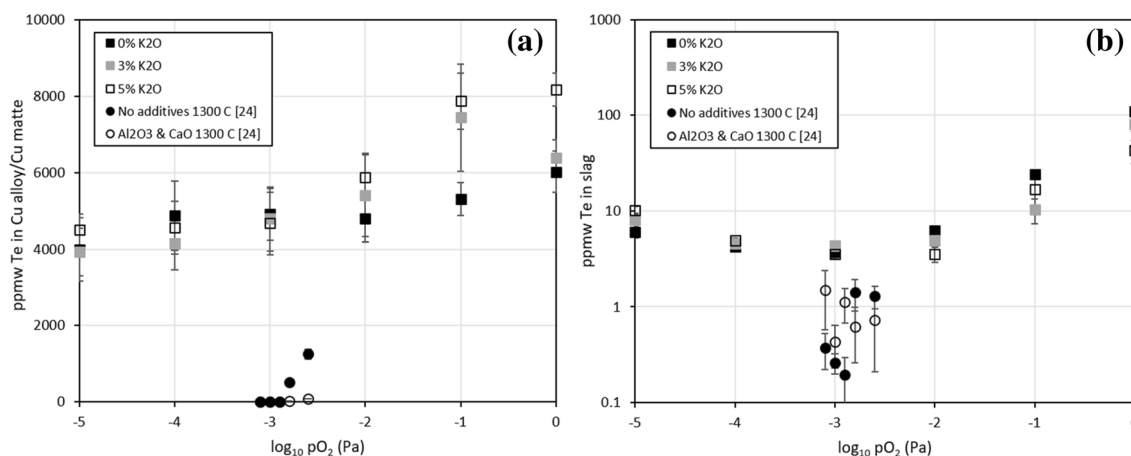 (a)
ppmw Te in Cu alloy/Cu matte
10000
8000
6000
4000
2000
0
0% K2O
3% K2O
5% K2O
No additives 1300 C [24]
Al2O3 & CaO 1300 C [24]
-5 -4 -3 -2 -1 0
log10 pO2 (Pa)
(b)
ppmw Te in slag
1000
100
10
1
0.1
0% K2O
3% K2O
5% K2O
No additives 1300 C [24]
Al2O3 & CaO 1300 C [24]
-5 -4 -3 -2 -1 0
log10 pO2 (Pa)